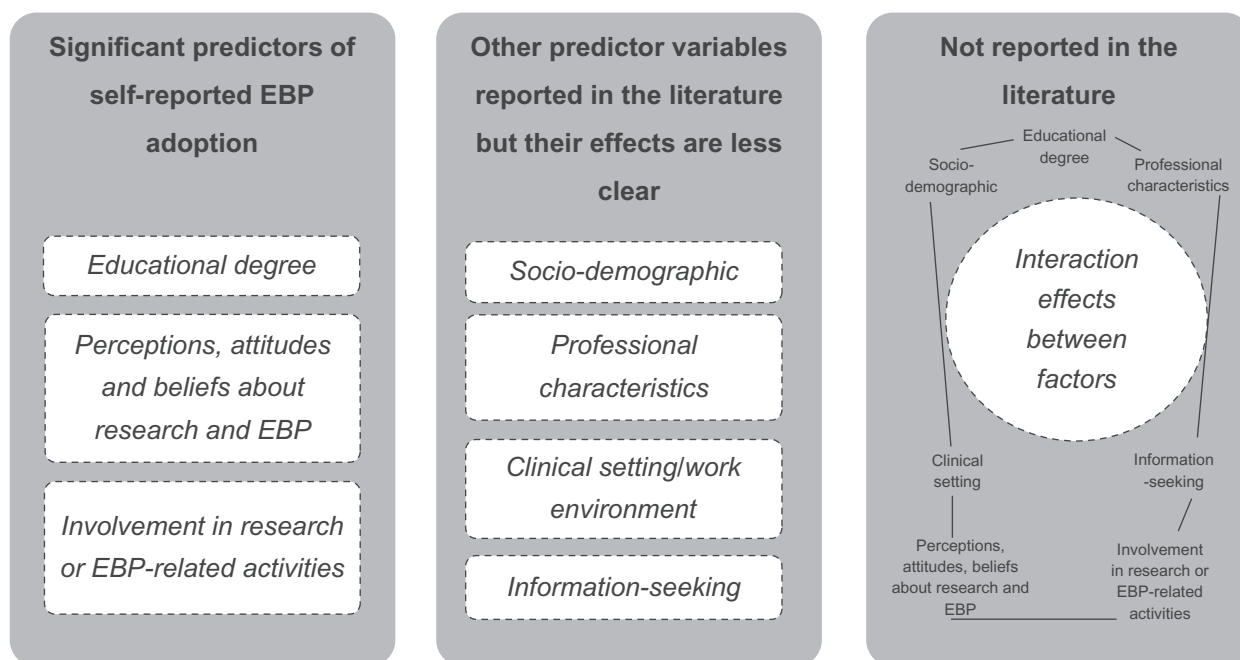 Significant predictors of
self-reported EBP
adoption
Educational degree
Perceptions, attitudes
and beliefs about
research and EBP
Involvement in research
or EBP-related activities
Other predictor variables
reported in the literature
but their effects are less
clear
Socio-demographic
Professional
characteristics
Clinical setting/work
environment
Information-seeking
Not reported in the
literature
Educational
degree
Socio-
demographic
Professional
characteristics
Interaction
effects
between
factors
Clinical
setting
Information
-seeking
Perceptions,
attitudes, beliefs
about research and
EBP
Involvement
in research or
EBP-related
activities